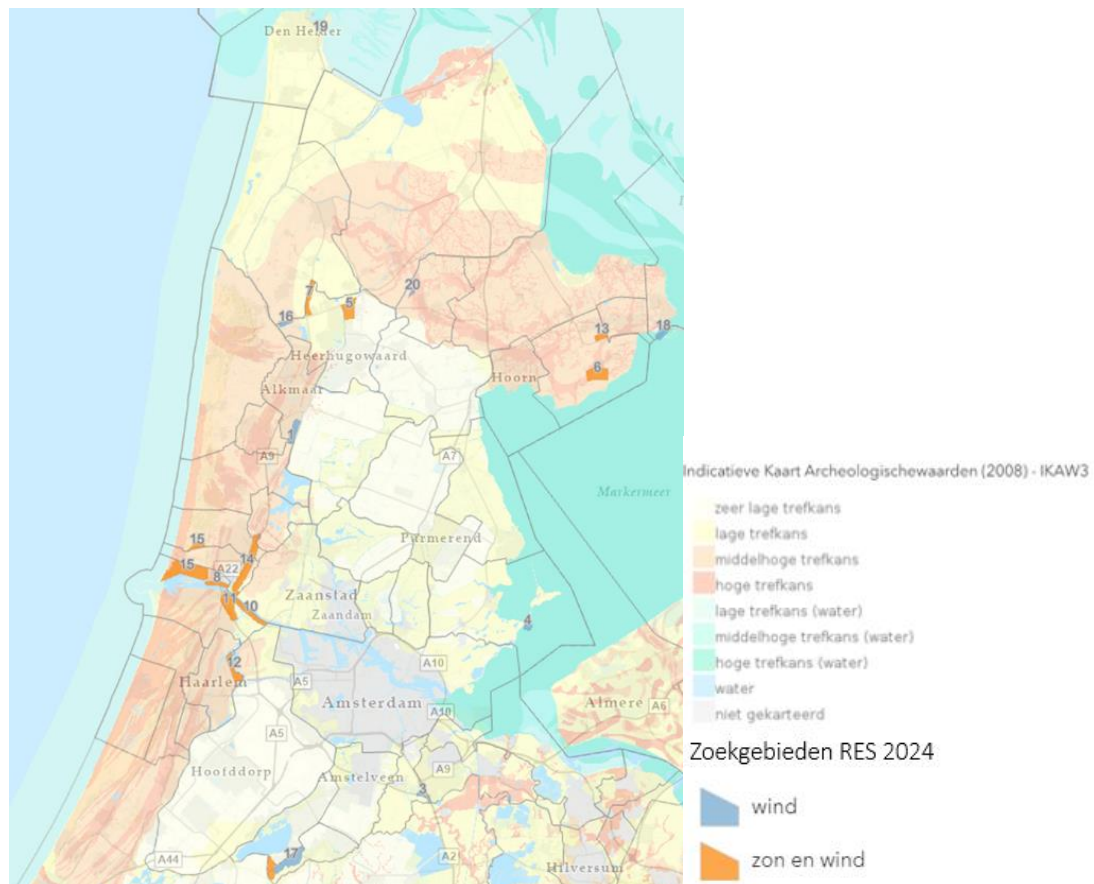 19
Den Helder
7
5
20
16
13
18
Heerhugowaard
6
Hoorn
Alkmaar
1
A9
A7
Markermeer
15
Purmerend
15
A22
14
8
11
10
Zaanstad
Zaandam
4
12
A10
Haarlem
A5
Amsterdam
Almere
A6
A10
A5
Hoofddorp
Amstelveen
A9
3
A44
17
A2
Hilversum
Indicatieve Kaart Archeologischewaarden (2008) - IKAW3
zeer lage trefkans
lage trefkans
middelhoge trefkans
hoge trefkans
lage trefkans (water)
middelhoge trefkans (water)
hoge trefkans (water)
water
niet gekarteerd
Zoekgebieden RES 2024
wind
zon en wind